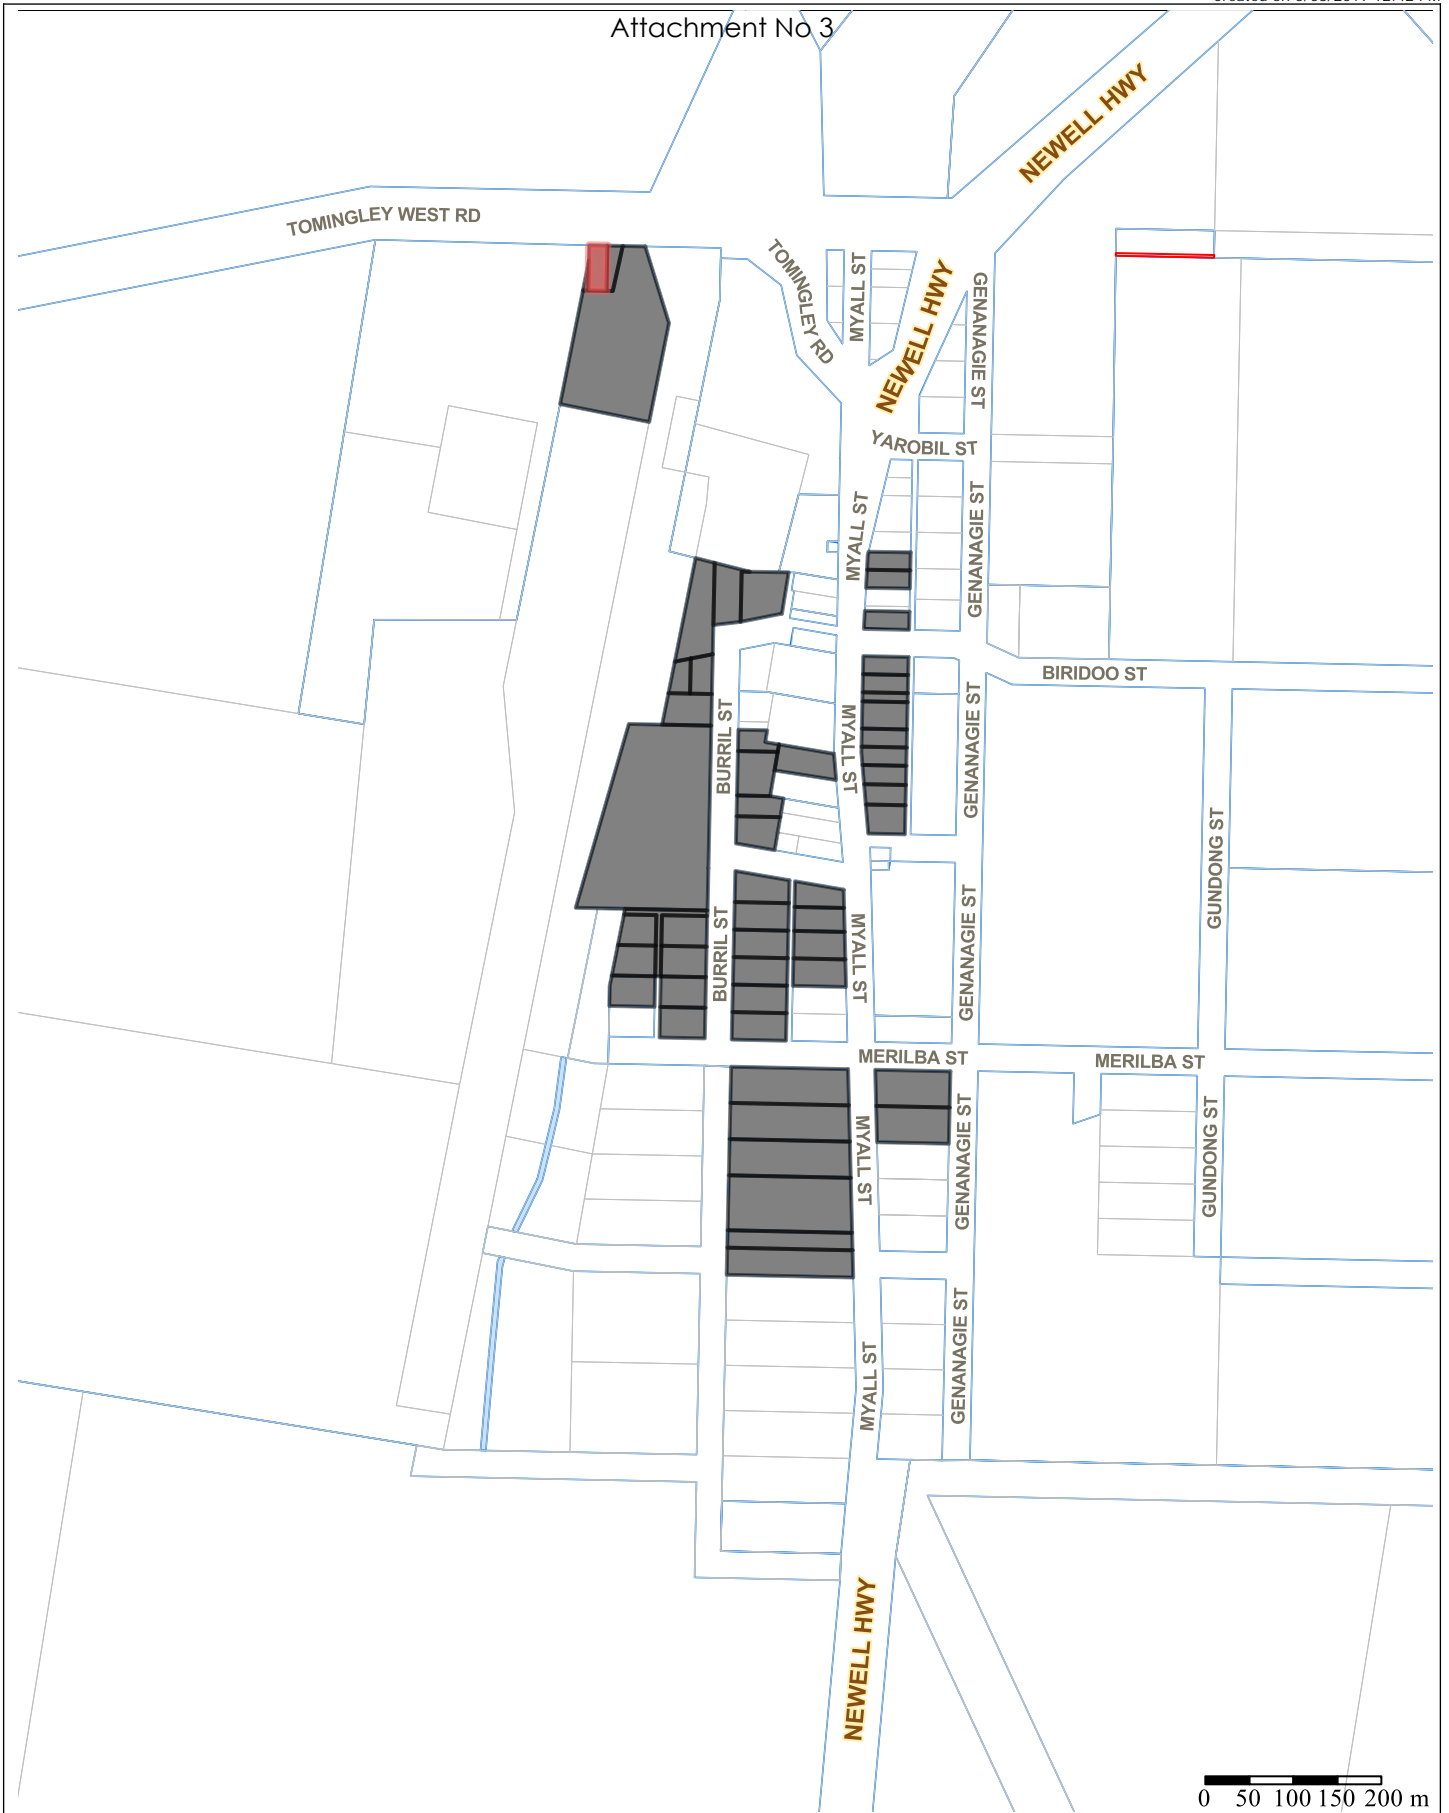 Attachment No 3
NEWELL HWY
TOMINGLEY WEST RD
TOMINGLEY RD
MYALL ST
NEWELL HWY
GENANAGIE ST
YAROBIL ST
MYALL ST
GENANAGIE ST
BIRIDOO ST
BURRIL ST
MYALL ST
GENANAGIE ST
GUNDONG ST
BURRIL ST
MYALL ST
GENANAGIE ST
MERILBA ST
MERILBA ST
MYALL ST
GENANAGIE ST
GUNDONG ST
MYALL ST
GENANAGIE ST
NEWELL HWY
0 50 100 150 200 m